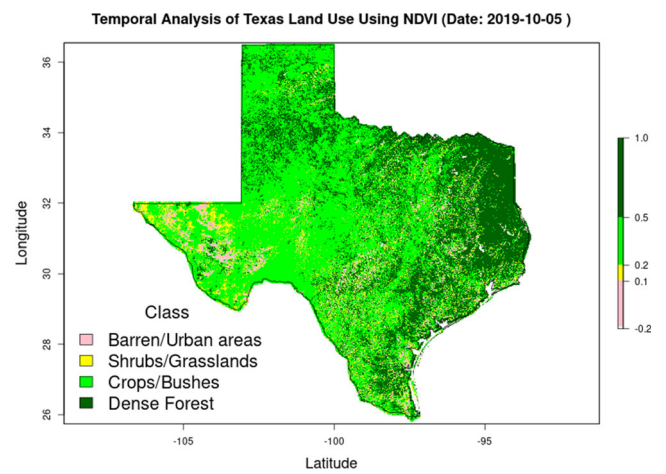 Temporal Analysis of Texas Land Use Using NDVI (Date: 2019-10-05 )
36
34
32
30
28
26
Longitude
Class
Barren/Urban areas
Shrubs/Grasslands
Crops/Bushes
Dense Forest
-105
-100
-95
Latitude
1.0
0.5
0.2
0.1
-0.2